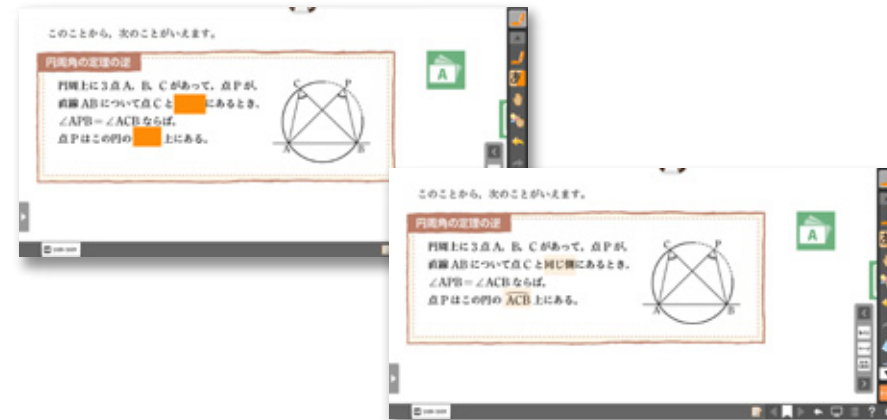 このことから，次のことがいえます。
円周角の定理の逆
円周上に3点A，B，Cがあって，点Pが，
直線ABについて点Cと にあるとき，
∠APB＝∠ACBならば，
点Pはこの円の 上にある。
C P
A B
A
このことから，次のことがいえます。
円周角の定理の逆
円周上に3点A，B，Cがあって，点Pが，
直線ABについて点Cと同じ側にあるとき，
∠APB＝∠ACBならば，
点Pはこの円のACB上にある。
C P
A B
A
?